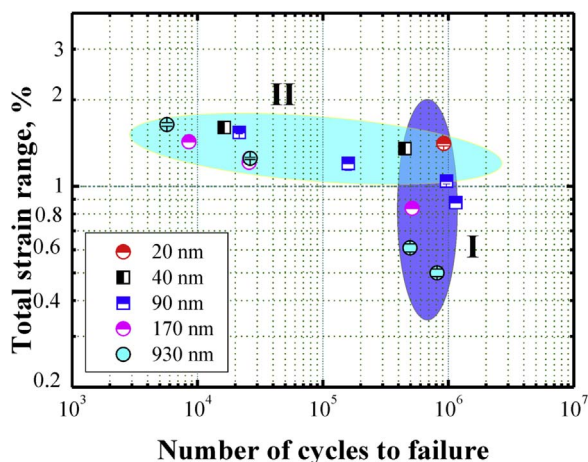 3
2
1
0.8
0.6
0.4
0.2
Total strain range, %
II
I
20 nm
40 nm
90 nm
170 nm
930 nm
10³
10⁴
10⁵
10⁶
10⁷
Number of cycles to failure